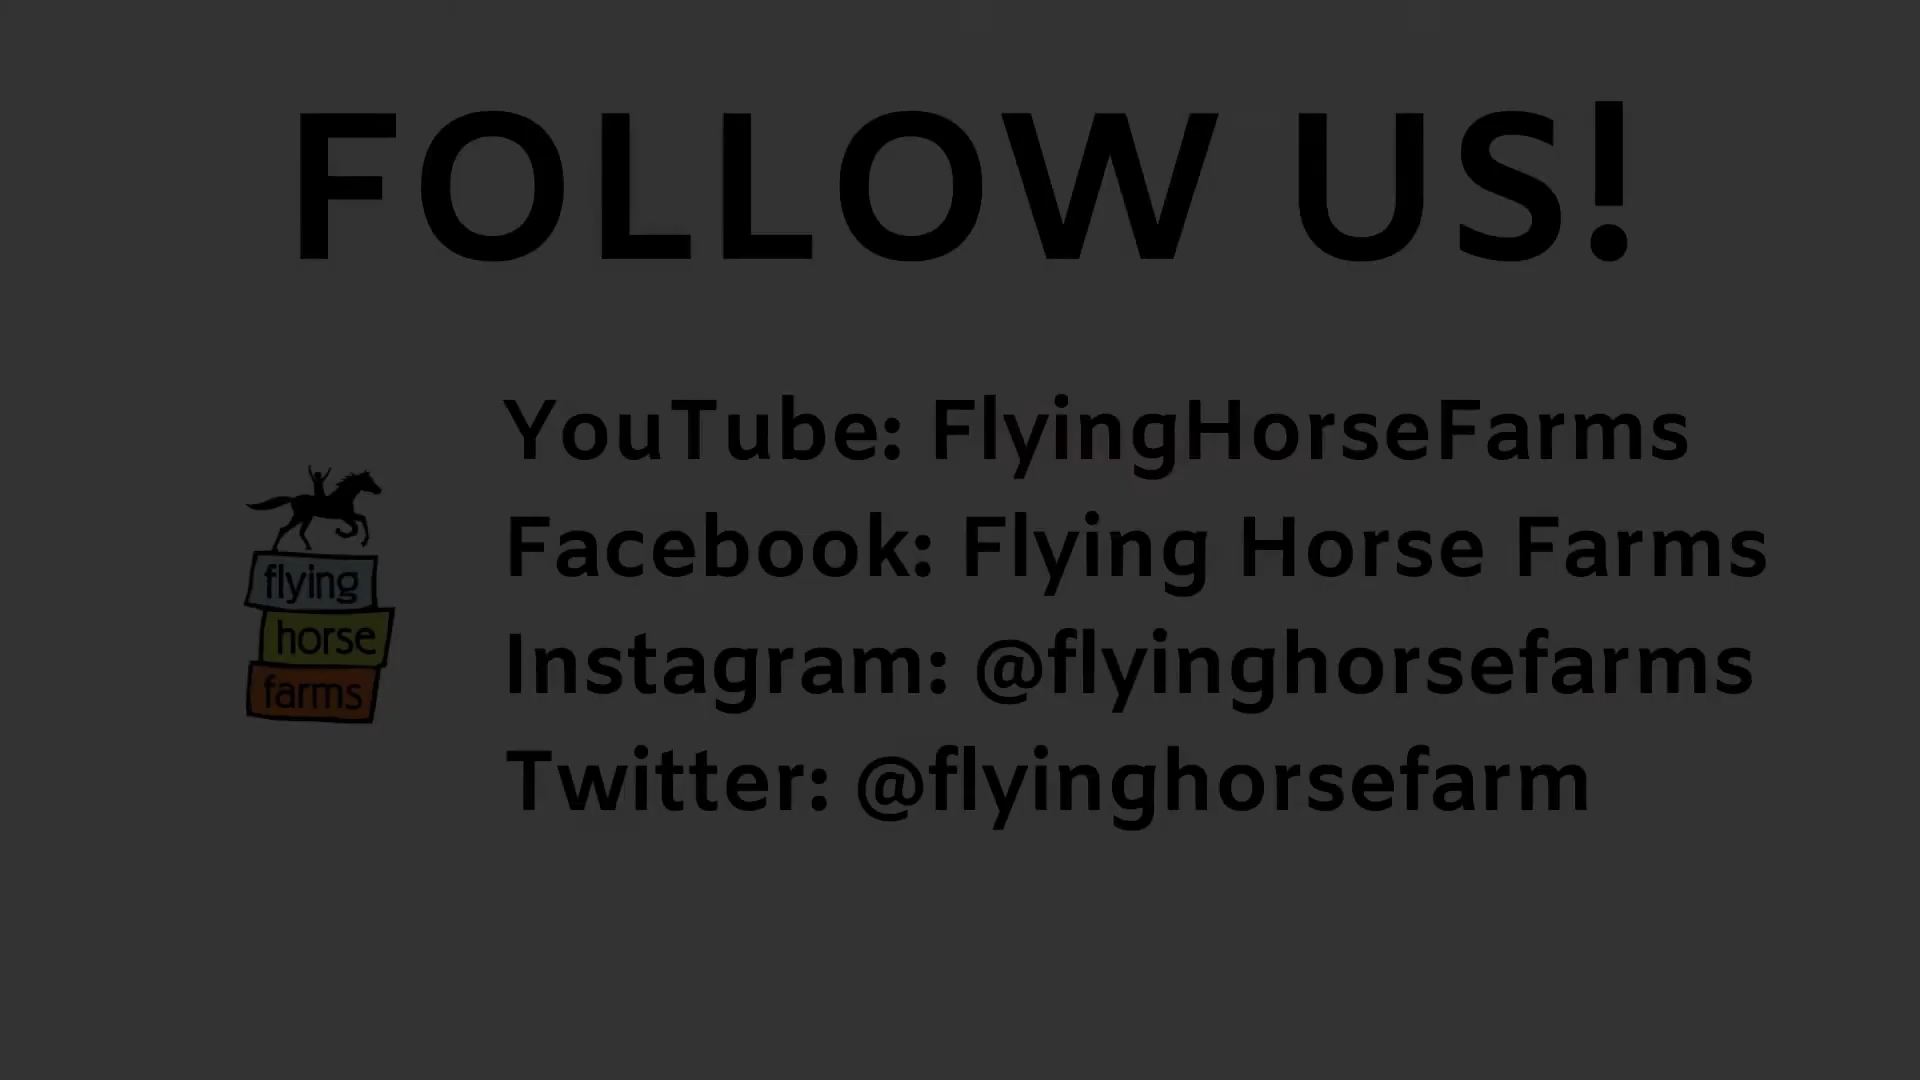 FOLLOW US!
YouTube: FlyingHorseFarms
Facebook: Flying Horse Farms
Instagram: @flyinghorsefarms
Twitter: @flyinghorsefarm
flying
horse
farms